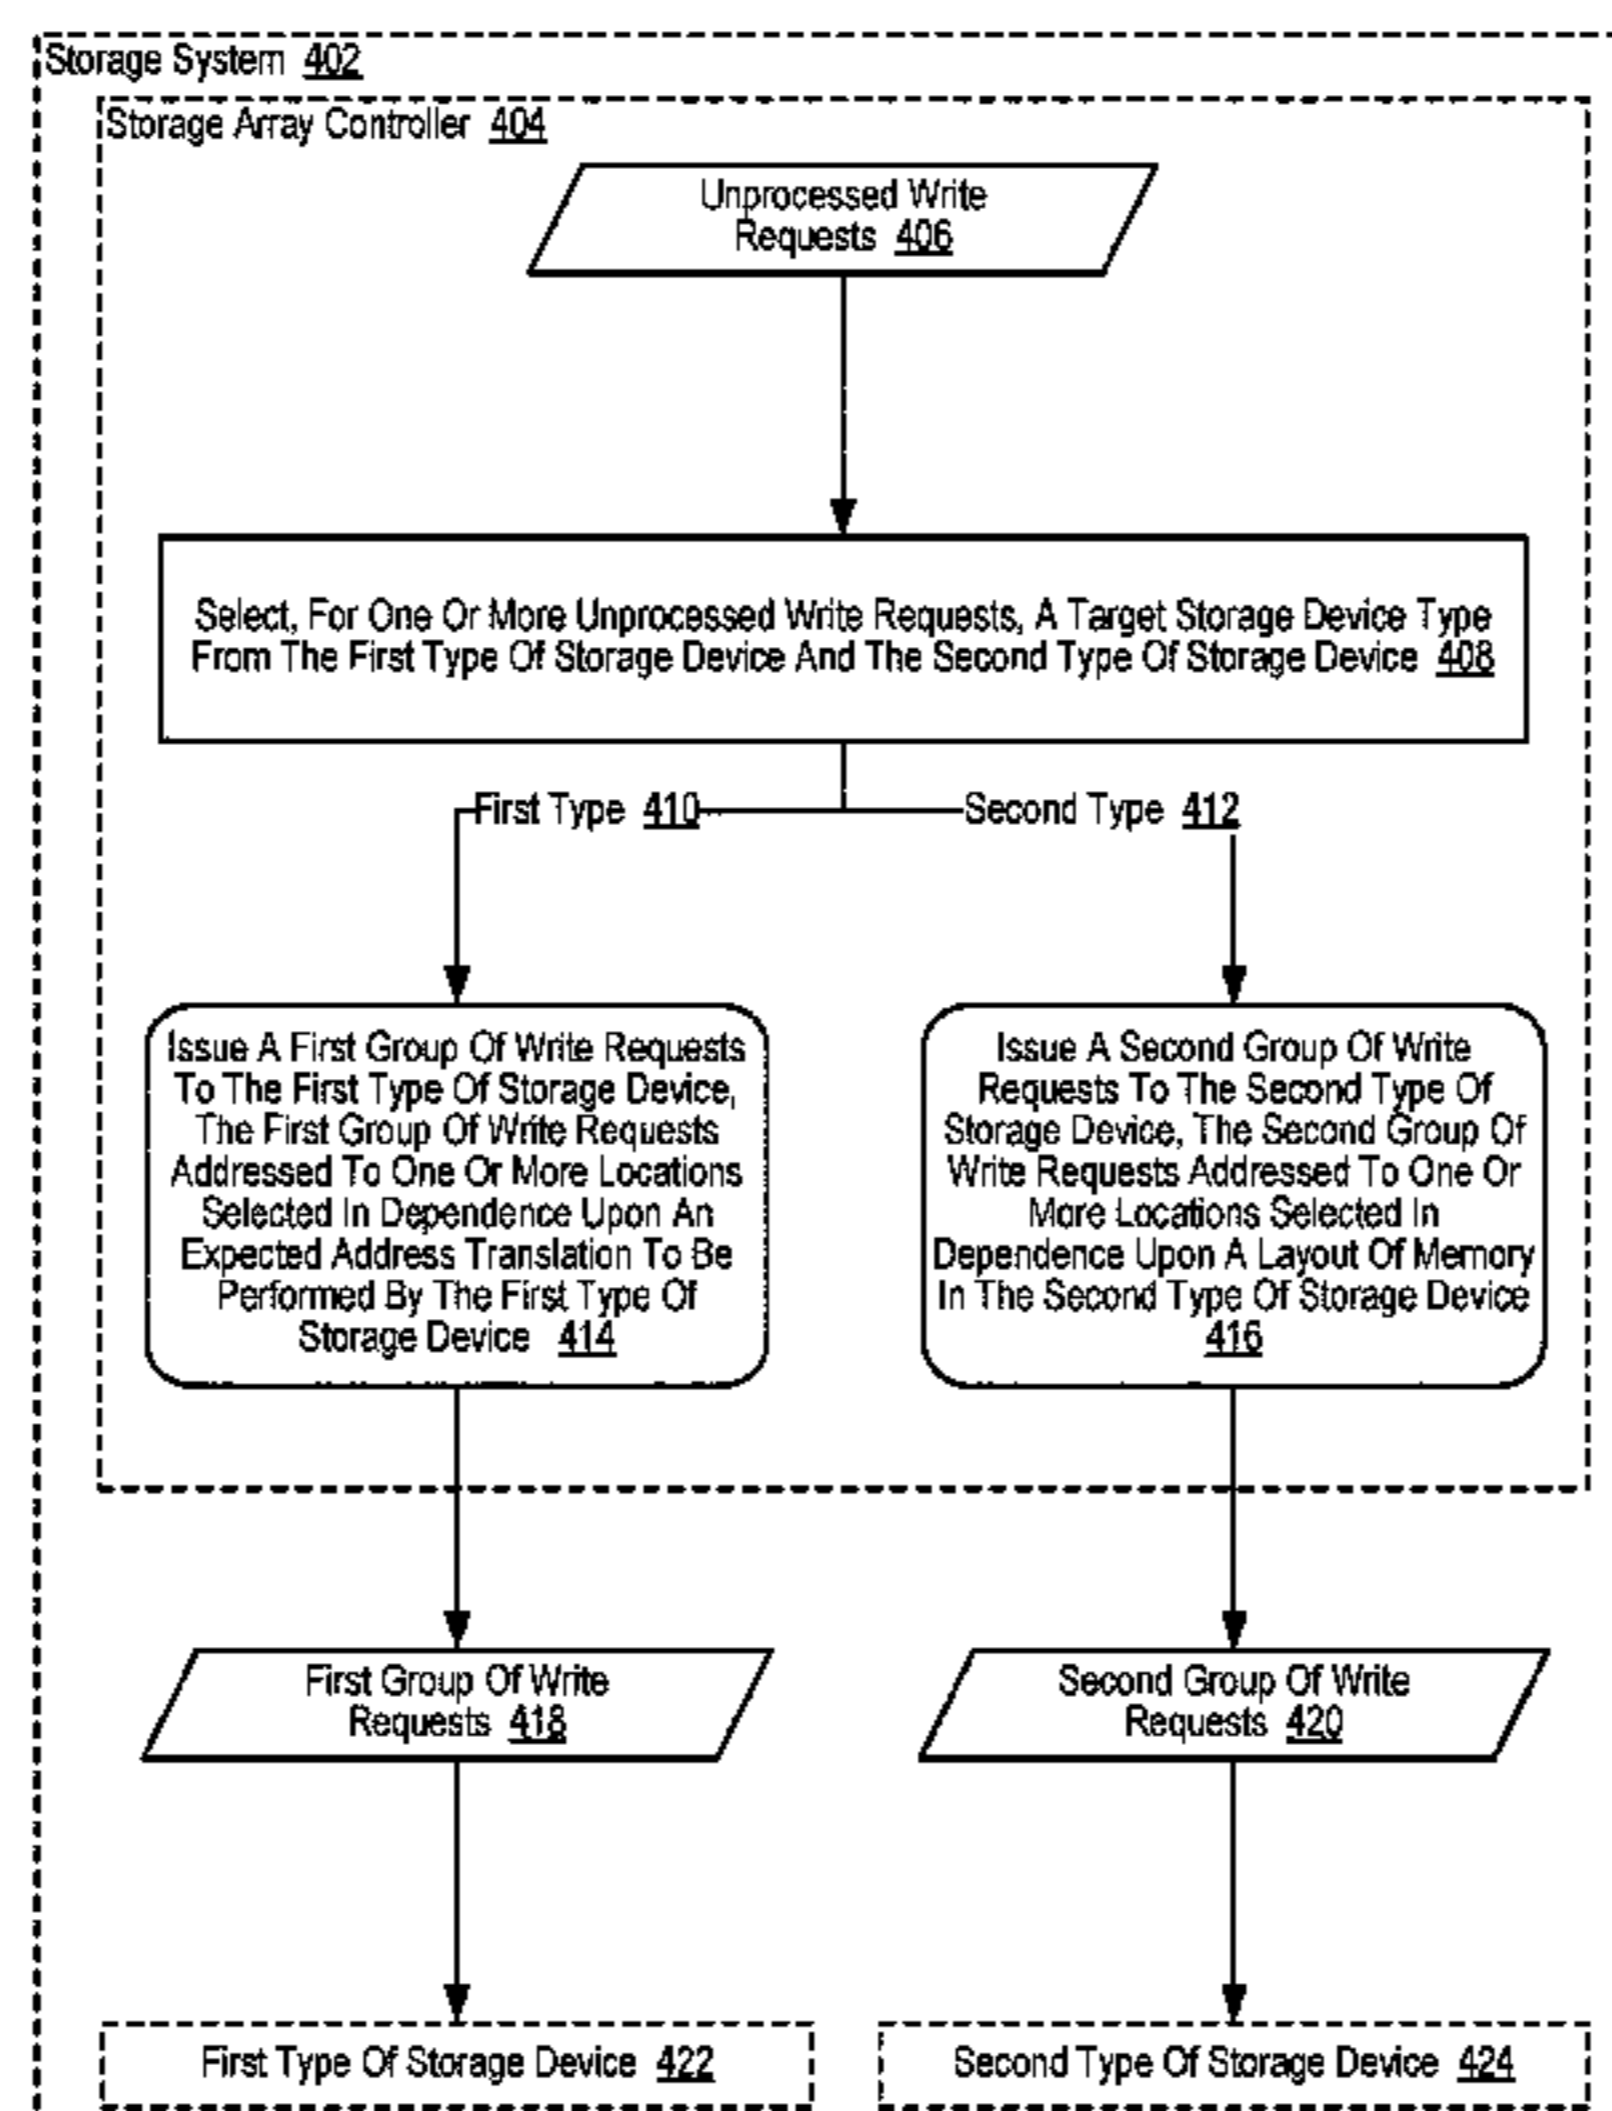 Storage System 402
Storage Array Controller 404
Unprocessed Write
Requests 406
Select, For One Or More Unprocessed Write Requests, A Target Storage Device Type
From The First Type Of Storage Device And The Second Type Of Storage Device 408
First Type 410
Second Type 412
Issue A First Group Of Write Requests
To The First Type Of Storage Device,
The First Group Of Write Requests
Addressed To One Or More Locations
Selected In Dependence Upon An
Expected Address Translation To Be
Performed By The First Type Of
Storage Device 414
Issue A Second Group Of Write
Requests To The Second Type Of
Storage Device, The Second Group Of
Write Requests Addressed To One Or
More Locations Selected In
Dependence Upon A Layout Of Memory
In The Second Type Of Storage Device
416
First Group Of Write
Requests 418
Second Group Of Write
Requests 420
First Type Of Storage Device 422
Second Type Of Storage Device 424